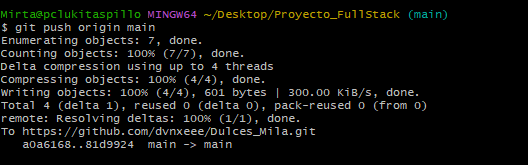 Mirta@pclukitaspillo MINGW64 ~/Desktop/Proyecto_FullStack (main)
$ git push origin main
Enumerating objects: 7, done.
Counting objects: 100% (7/7), done.
Delta compression using up to 4 threads
Compressing objects: 100% (4/4), done.
Writing objects: 100% (4/4), 601 bytes | 300.00 KiB/s, done.
Total 4 (delta 1), reused 0 (delta 0), pack-reused 0 (from 0)
remote: Resolving deltas: 100% (1/1), done.
To https://github.com/dvnxeee/Dulces_Mila.git
   a0a6168..81d9924  main -> main